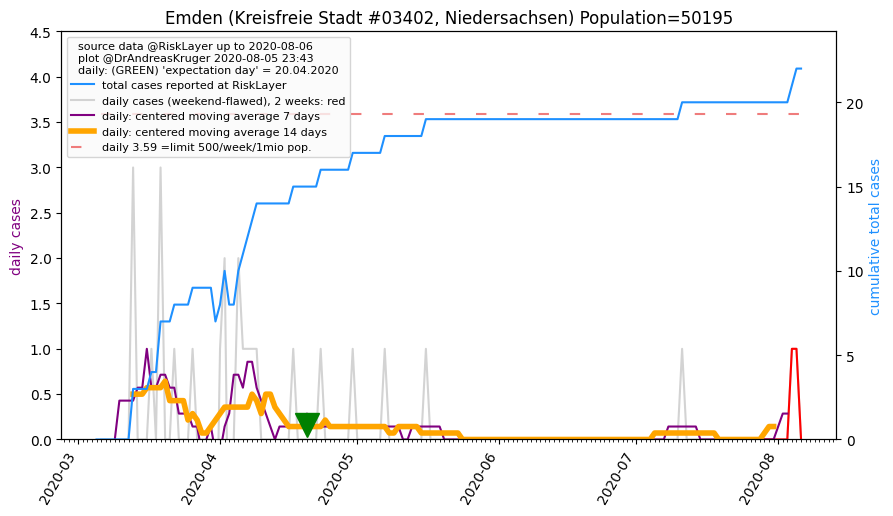 Emden (Kreisfreie Stadt #03402, Niedersachsen) Population=50195
source data @RiskLayer up to 2020-08-06
plot @DrAndreasKruger 2020-08-05 23:43
daily: (GREEN) 'expectation day' = 20.04.2020
total cases reported at RiskLayer
daily cases (weekend-flawed), 2 weeks: red
daily: centered moving average 7 days
daily: centered moving average 14 days
daily 3.59 =limit 500/week/1mio pop.
daily cases
4.5
4.0
3.5
3.0
2.5
2.0
1.5
1.0
0.5
0.0
cumulative total cases
20
15
10
5
0
2020-03
2020-04
2020-05
2020-06
2020-07
2020-08